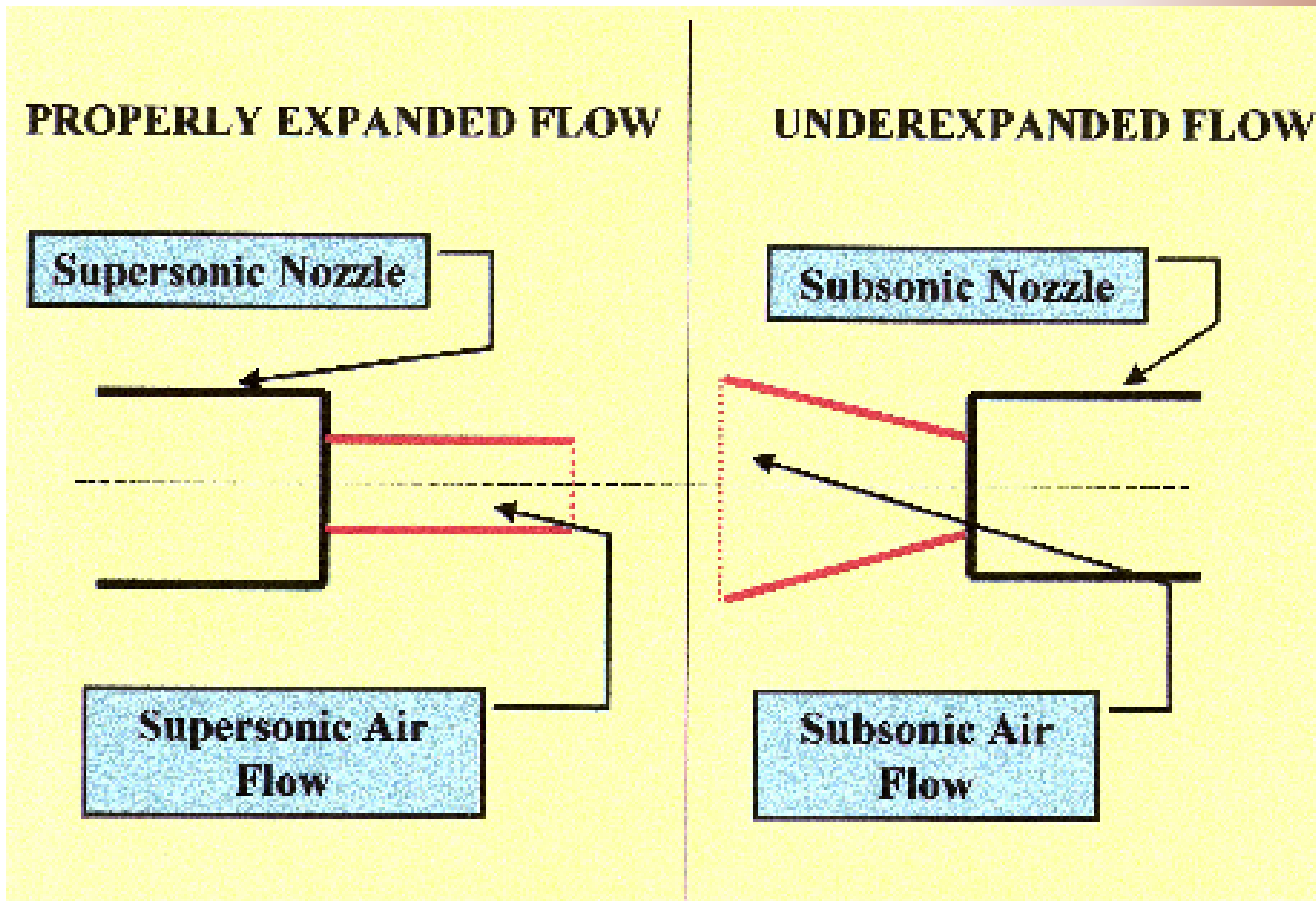 PROPERLY EXPANDED FLOW
Supersonic Nozzle
Supersonic Air
Flow
UNDEREXPANDED FLOW
Subsonic Nozzle
Subsonic Air
Flow